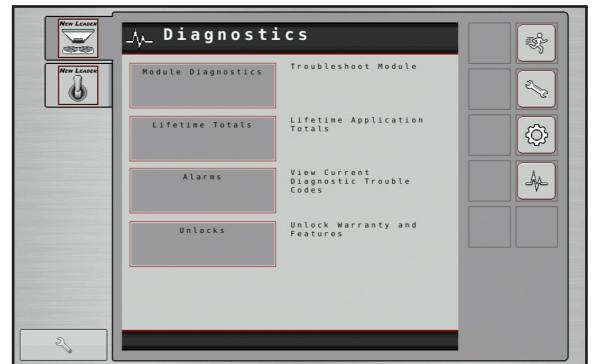 New Leader
New Leader
Diagnostics
Module Diagnostics
Troubleshoot Module
Lifetime Totals
Lifetime Application
Totals
Alarms
View Current
Diagnostic Trouble
Codes
Unlocks
Unlock Warranty and
Features